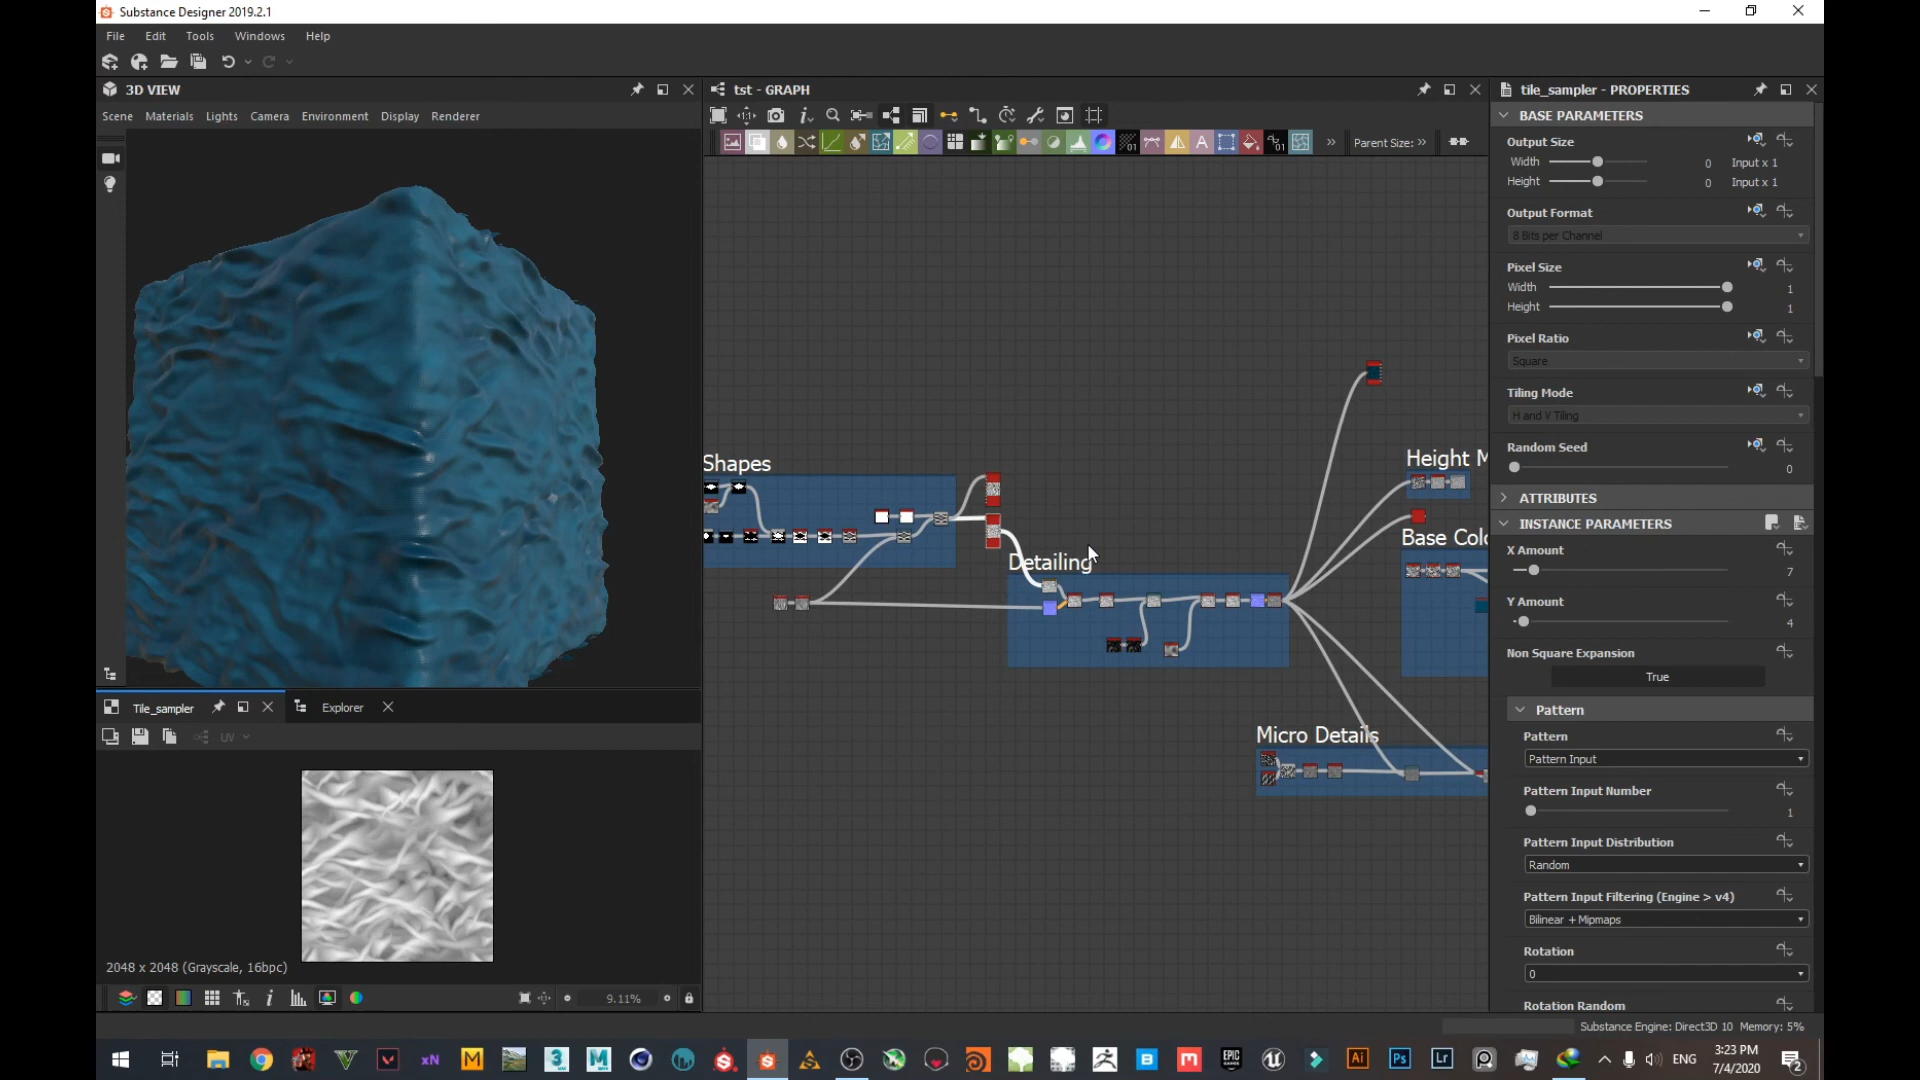 Substance Designer 2019.2.1
File Edit Tools Windows Help
3D VIEW
Scene Materials Lights Camera Environment Display Renderer
tst - GRAPH
Parent Size:
Shapes
Detailing
Height M
Base Colo
Micro Details
Tile_sampler
Explorer
UV
2048 x 2048 (Grayscale, 16bpc)
9.11%
tile_sampler - PROPERTIES
BASE PARAMETERS
Output Size
Width 0 Input x 1
Height 0 Input x 1
Output Format
8 Bits per Channel
Pixel Size
Width 1
Height 1
Pixel Ratio
Square
Tiling Mode
H and V Tiling
Random Seed
0
ATTRIBUTES
INSTANCE PARAMETERS
X Amount
7
Y Amount
4
Non Square Expansion
True
Pattern
Pattern
Pattern Input
Pattern Input Number
1
Pattern Input Distribution
Random
Pattern Input Filtering (Engine > v4)
Bilinear + Mipmaps
Rotation
0
Rotation Random
Substance Engine: Direct3D 10 Memory: 5%
ENG
3:23 PM
7/4/2020